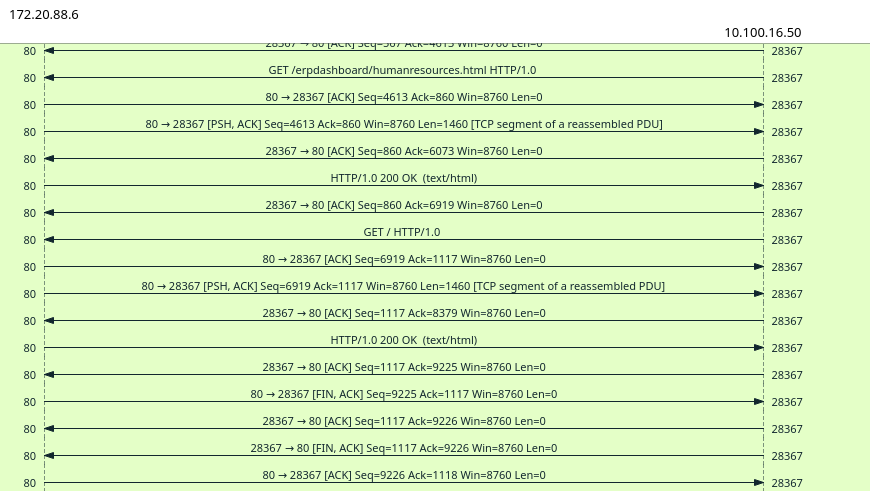 172.20.88.6
10.100.16.50
80 28367 → 80 [ACK] Seq=567 Ack=4613 Win=8760 Len=0 28367
80 GET /erpdashboard/humanresources.html HTTP/1.0 28367
80 80 → 28367 [ACK] Seq=4613 Ack=860 Win=8760 Len=0 28367
80 80 → 28367 [PSH, ACK] Seq=4613 Ack=860 Win=8760 Len=1460 [TCP segment of a reassembled PDU] 28367
80 28367 → 80 [ACK] Seq=860 Ack=6073 Win=8760 Len=0 28367
80 HTTP/1.0 200 OK (text/html) 28367
80 28367 → 80 [ACK] Seq=860 Ack=6919 Win=8760 Len=0 28367
80 GET / HTTP/1.0 28367
80 80 → 28367 [ACK] Seq=6919 Ack=1117 Win=8760 Len=0 28367
80 80 → 28367 [PSH, ACK] Seq=6919 Ack=1117 Win=8760 Len=1460 [TCP segment of a reassembled PDU] 28367
80 28367 → 80 [ACK] Seq=1117 Ack=8379 Win=8760 Len=0 28367
80 HTTP/1.0 200 OK (text/html) 28367
80 28367 → 80 [ACK] Seq=1117 Ack=9225 Win=8760 Len=0 28367
80 80 → 28367 [FIN, ACK] Seq=9225 Ack=1117 Win=8760 Len=0 28367
80 28367 → 80 [ACK] Seq=1117 Ack=9226 Win=8760 Len=0 28367
80 28367 → 80 [FIN, ACK] Seq=1117 Ack=9226 Win=8760 Len=0 28367
80 80 → 28367 [ACK] Seq=9226 Ack=1118 Win=8760 Len=0 28367